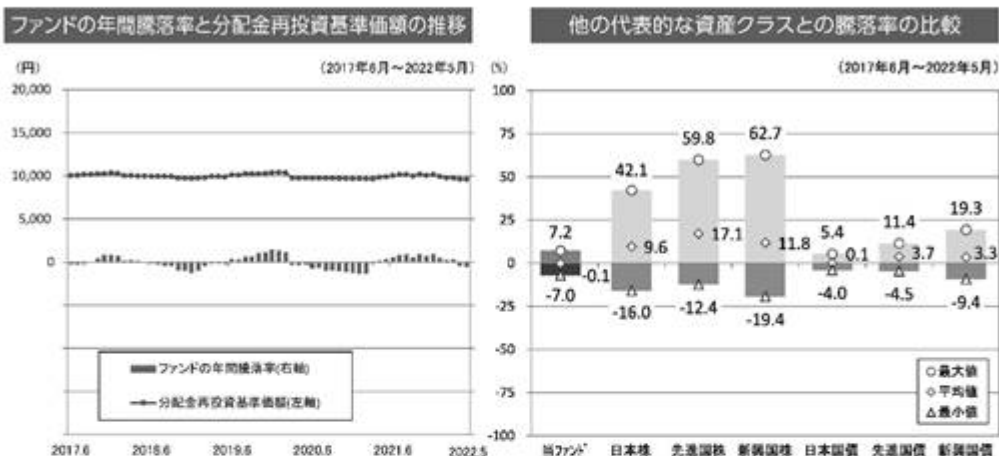 ファンドの年間騰落率と分配金再投資基準価額の推移
(円)
(2017年6月~2022年5月)
20,000
15,000
10,000
5,000
0
ファンドの年間騰落率(右軸)
分配金再投資基準価額(左軸)
2017.6 2018.6 2019.6 2020.6 2021.6 2022.5
他の代表的な資産クラスとの騰落率の比較
(%)
(2017年6月~2022年5月)
100
75
50
25
0
-25
-50
-75
-100
7.2 42.1 59.8 62.7 5.4 11.4 19.3
-0.1 9.6 17.1 11.8 0.1 3.7 3.3
-7.0 -16.0 -12.4 -19.4 -4.0 -4.5 -9.4
最大値
平均値
最小値
当ファンド 日本株 先進国株 新興国株 日本国債 先進国債 新興国債